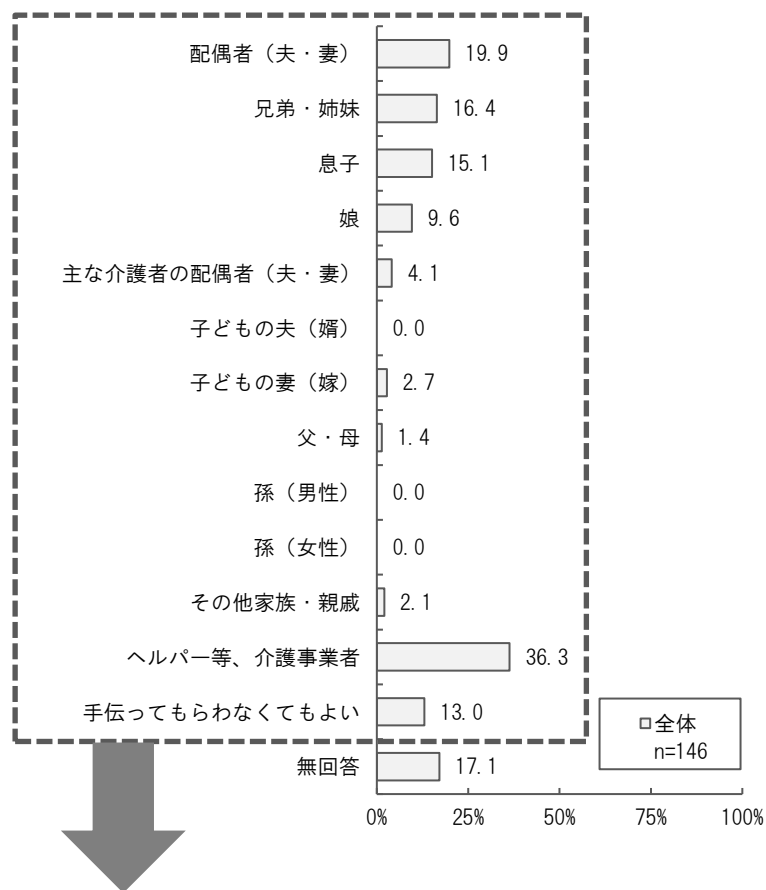 配偶者（夫・妻） 19.9
兄弟・姉妹 16.4
息子 15.1
娘 9.6
主な介護者の配偶者（夫・妻） 4.1
子どもの夫（婿） 0.0
子どもの妻（嫁） 2.7
父・母 1.4
孫（男性） 0.0
孫（女性） 0.0
その他家族・親戚 2.1
ヘルパー等、介護事業者 36.3
手伝ってもらわなくてもよい 13.0
無回答 17.1
全体
n=146
0% 25% 50% 75% 100%